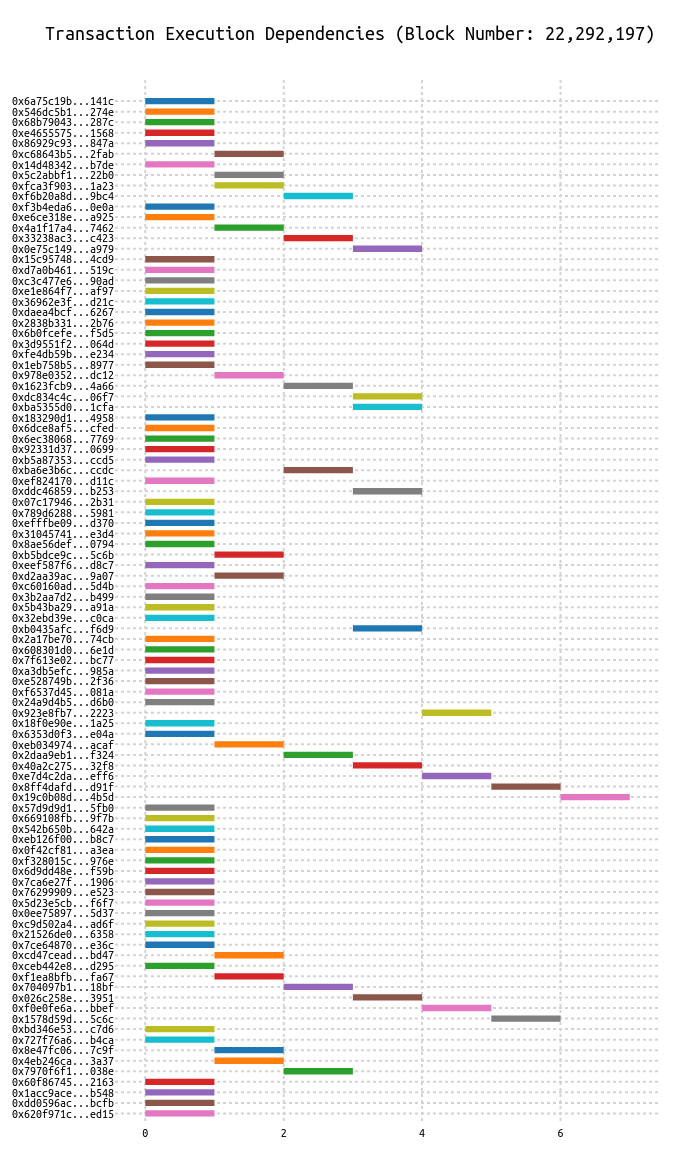 Transaction Execution Dependencies (Block Number: 22,292,197)
0x6a75c19b...141c
0x546dc5b1...274e
0x68b79043...287c
0xe4655575...1568
0x86929c93...847a
0xc68643b5...2fab
0x14d48342...b7de
0x5c2abbf1...22b0
0xfca3f903...1a23
0xf6b20a8d...9bc4
0xf3b4eda6...0e0a
0xe6ce318e...a925
0x4a1f17a4...7462
0x33238ac3...c423
0x0e75c149...a979
0x15c95748...4cd9
0xd7a0b461...519c
0xc3c477e6...90ad
0xe1e864f7...af97
0x36962e3f...d21c
0xdaea4bcf...6267
0x2838b331...2b76
0x6b0fcefe...f5d5
0x3d9551f2...064d
0xfe4db59b...e234
0x1eb758b5...8977
0x978e0352...dc12
0x1623fcb9...4a66
0xdc834c4c...06f7
0xba5355d0...1cfa
0x183290d1...4958
0x6dce8af5...cfed
0x6ec38068...7769
0x92331d37...0699
0xb5a87353...ccd5
0xba6e3b6c...ccdc
0xef824170...d11c
0xddc46859...b253
0x07c17946...2b31
0x789d6288...5981
0xefffbe09...d370
0x31045741...e3d4
0x8ae56def...0794
0xb5bdce9c...5c6b
0xeef587f6...d8c7
0xd2aa39ac...9a07
0xc60160ad...5d4b
0x3b2aa7d2...b499
0x5b43ba29...a91a
0x32ebd39e...c0ca
0xb0435afc...f6d9
0x2a17be70...74cb
0x608301d0...6e1d
0x7f613e02...bc77
0xa3db5efc...985a
0xe528749b...2f36
0xf6537d45...081a
0x24a9d4b5...d6b0
0x923e8fb7...2223
0x18f0e90e...1a25
0x6353d0f3...e04a
0xeb034974...acaf
0x2daa9eb1...f324
0x40a2c275...32f8
0xe7d4c2da...eff6
0x8ff4dafd...d91f
0x19c0b08d...4b5d
0x57d9d9d1...5fb0
0x669108fb...9f7b
0x542b650b...642a
0xeb126f00...b8c7
0x0f42cf81...a3ea
0xf328015c...976e
0x6d9dd48e...f59b
0x7ca6e27f...1906
0x76299909...e523
0x5d23e5cb...f6f7
0x0ee75897...5d37
0xc9d502a4...ad6f
0x21526de0...6358
0x7ce64870...e36c
0xcd47cead...bd47
0xceb442e8...d295
0xf1ea8bfb...fa67
0x704097b1...18bf
0x026c258e...3951
0xf0e0fe6a...bbef
0x1578d59d...5c6c
0xbd346e53...c7d6
0x727f76a6...b4ca
0x8e47fc06...7c9f
0x4eb246ca...3a37
0x7970f6f1...038e
0x60f86745...2163
0x1acc9ace...b548
0xdd0596ac...bcfb
0x620f971c...ed15
0 2 4 6